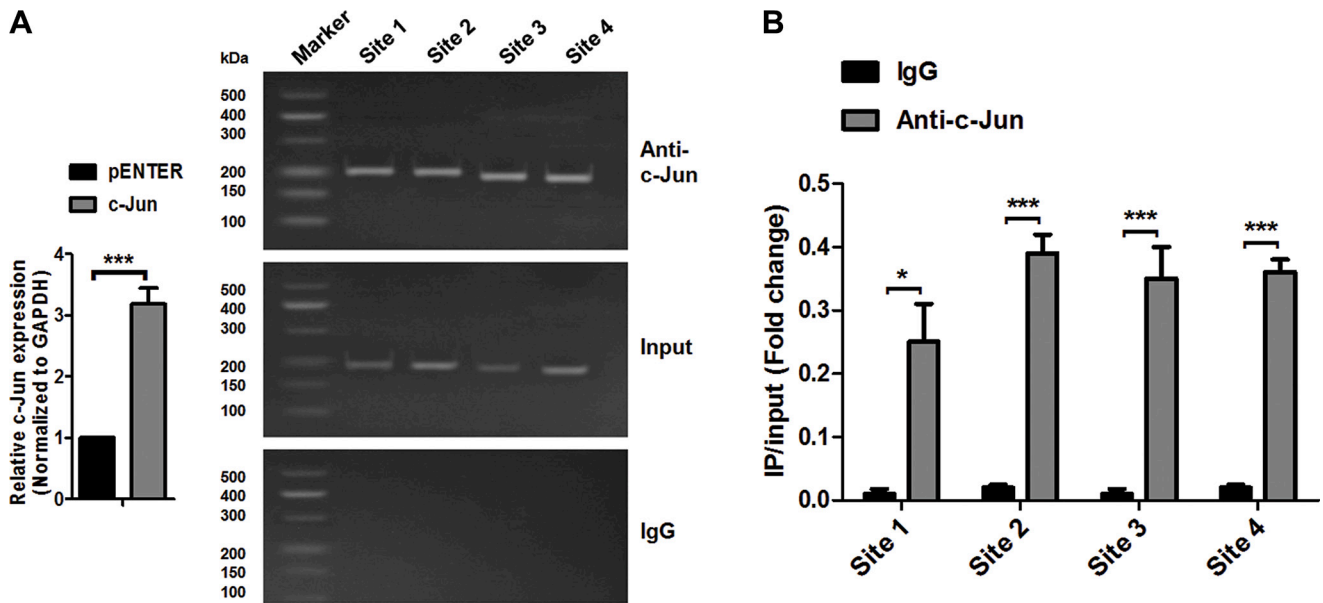 A
pENTER
c-Jun
Relative c-Jun expression
(Normalized to GAPDH)
4
3
2
1
0
***
kDa
Marker
Site 1
Site 2
Site 3
Site 4
500
400
300
200
150
100
Anti-
c-Jun
500
400
300
200
150
100
Input
500
400
300
200
150
100
IgG
B
IgG
Anti-c-Jun
IP/input (Fold change)
0.5
0.4
0.3
0.2
0.1
0.0
*
***
***
***
Site 1
Site 2
Site 3
Site 4